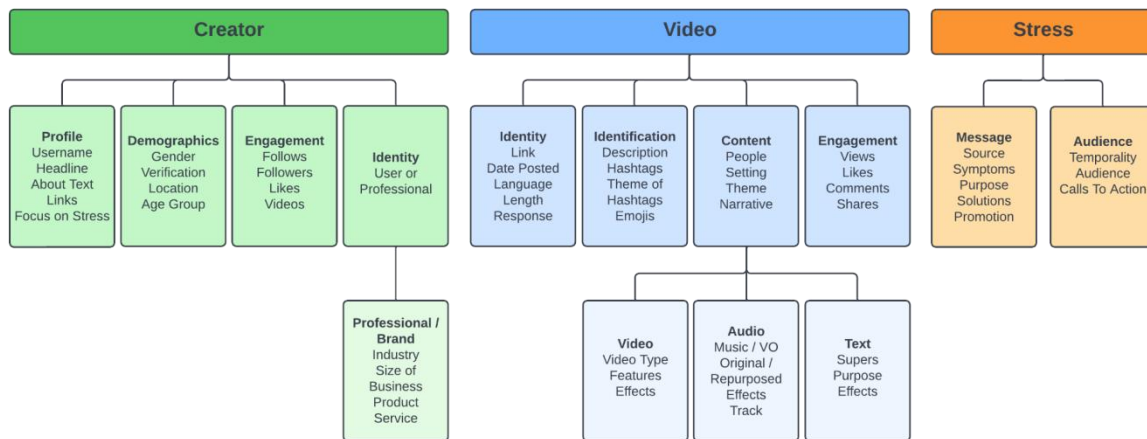 Creator
Video
Stress
Profile
Username
Headline
About Text
Links
Focus on Stress
Demographics
Gender
Verification
Location
Age Group
Engagement
Follows
Followers
Likes
Videos
Identity
User or
Professional
Identity
Link
Date Posted
Language
Length
Response
Identification
Description
Hashtags
Theme of
Hashtags
Emojis
Content
People
Setting
Theme
Narrative
Engagement
Views
Likes
Comments
Shares
Message
Source
Symptoms
Purpose
Solutions
Promotion
Audience
Temporality
Audience
Calls To Action
Professional /
Brand
Industry
Size of
Business
Product
Service
Video
Video Type
Features
Effects
Audio
Music / VO
Original /
Repurposed
Effects
Track
Text
Supers
Purpose
Effects